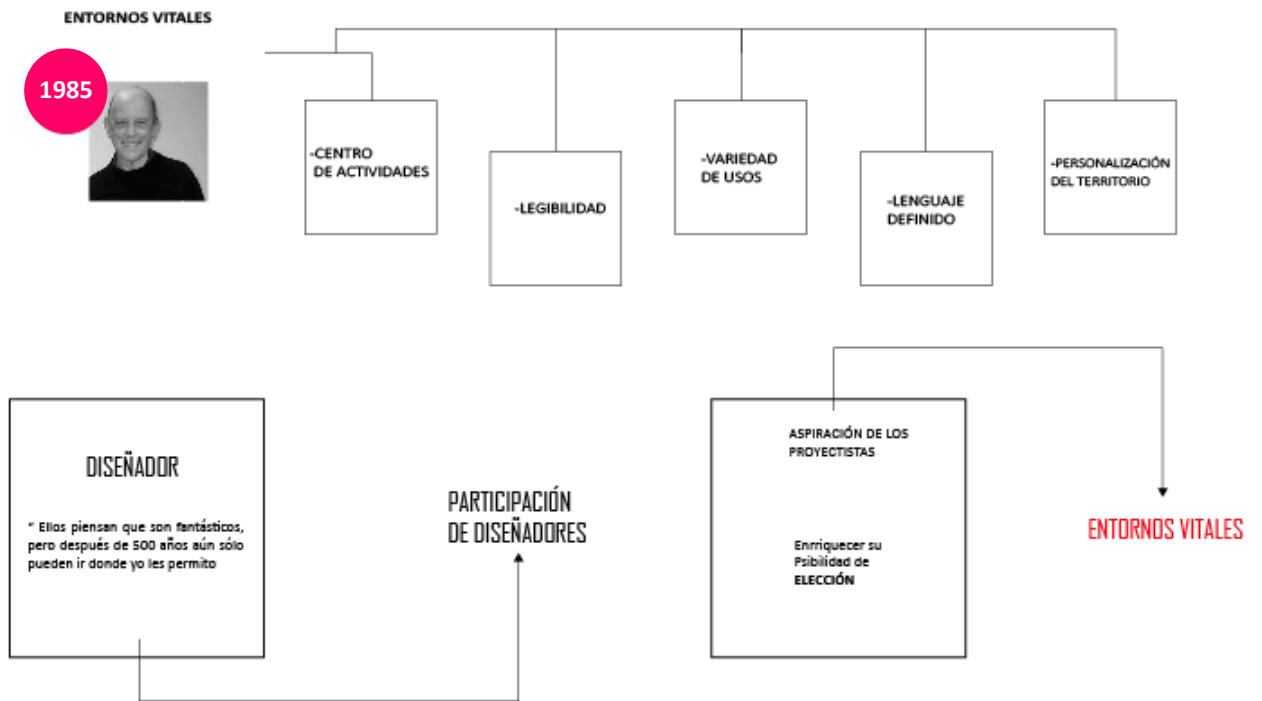 ENTORNOS VITALES
1985
-CENTRO
DE ACTIVIDADES
-LEGIBILIDAD
-VARIEDAD
DE USOS
-LENGUAJE
DEFINIDO
-PERSONALIZACIÓN
DEL TERRITORIO
DISEÑADOR
" Ellos piensan que son fantásticos,
pero después de 500 años aún sólo
pueden ir donde yo les permito
PARTICIPACIÓN
DE DISEÑADORES
ASPIRACIÓN DE LOS
PROYECTISTAS
Enrriquecer su
Psibilidad de
ELECCIÓN
ENTORNOS VITALES